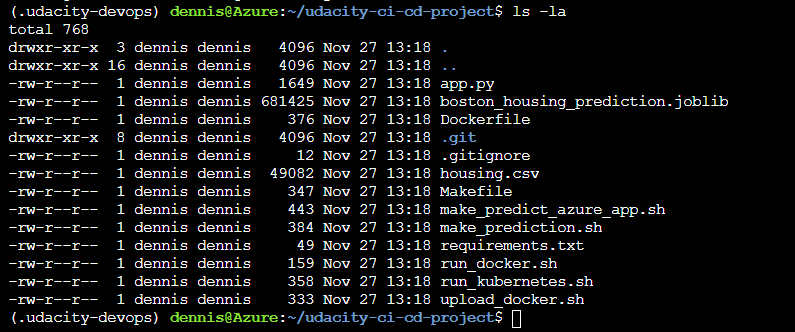 (.udacity-devops) dennis@Azure:~/udacity-ci-cd-project$ ls -la
total 768
drwxr-xr-x  3 dennis dennis   4096 Nov 27 13:18 .
drwxr-xr-x 16 dennis dennis   4096 Nov 27 13:18 ..
-rw-r--r--  1 dennis dennis   1649 Nov 27 13:18 app.py
-rw-r--r--  1 dennis dennis 681425 Nov 27 13:18 boston_housing_prediction.joblib
-rw-r--r--  1 dennis dennis    376 Nov 27 13:18 Dockerfile
drwxr-xr-x  8 dennis dennis   4096 Nov 27 13:18 .git
-rw-r--r--  1 dennis dennis     12 Nov 27 13:18 .gitignore
-rw-r--r--  1 dennis dennis  49082 Nov 27 13:18 housing.csv
-rw-r--r--  1 dennis dennis    347 Nov 27 13:18 Makefile
-rw-r--r--  1 dennis dennis    443 Nov 27 13:18 make_predict_azure_app.sh
-rw-r--r--  1 dennis dennis    384 Nov 27 13:18 make_prediction.sh
-rw-r--r--  1 dennis dennis     49 Nov 27 13:18 requirements.txt
-rw-r--r--  1 dennis dennis    159 Nov 27 13:18 run_docker.sh
-rw-r--r--  1 dennis dennis    358 Nov 27 13:18 run_kubernetes.sh
-rw-r--r--  1 dennis dennis    333 Nov 27 13:18 upload_docker.sh
(.udacity-devops) dennis@Azure:~/udacity-ci-cd-project$